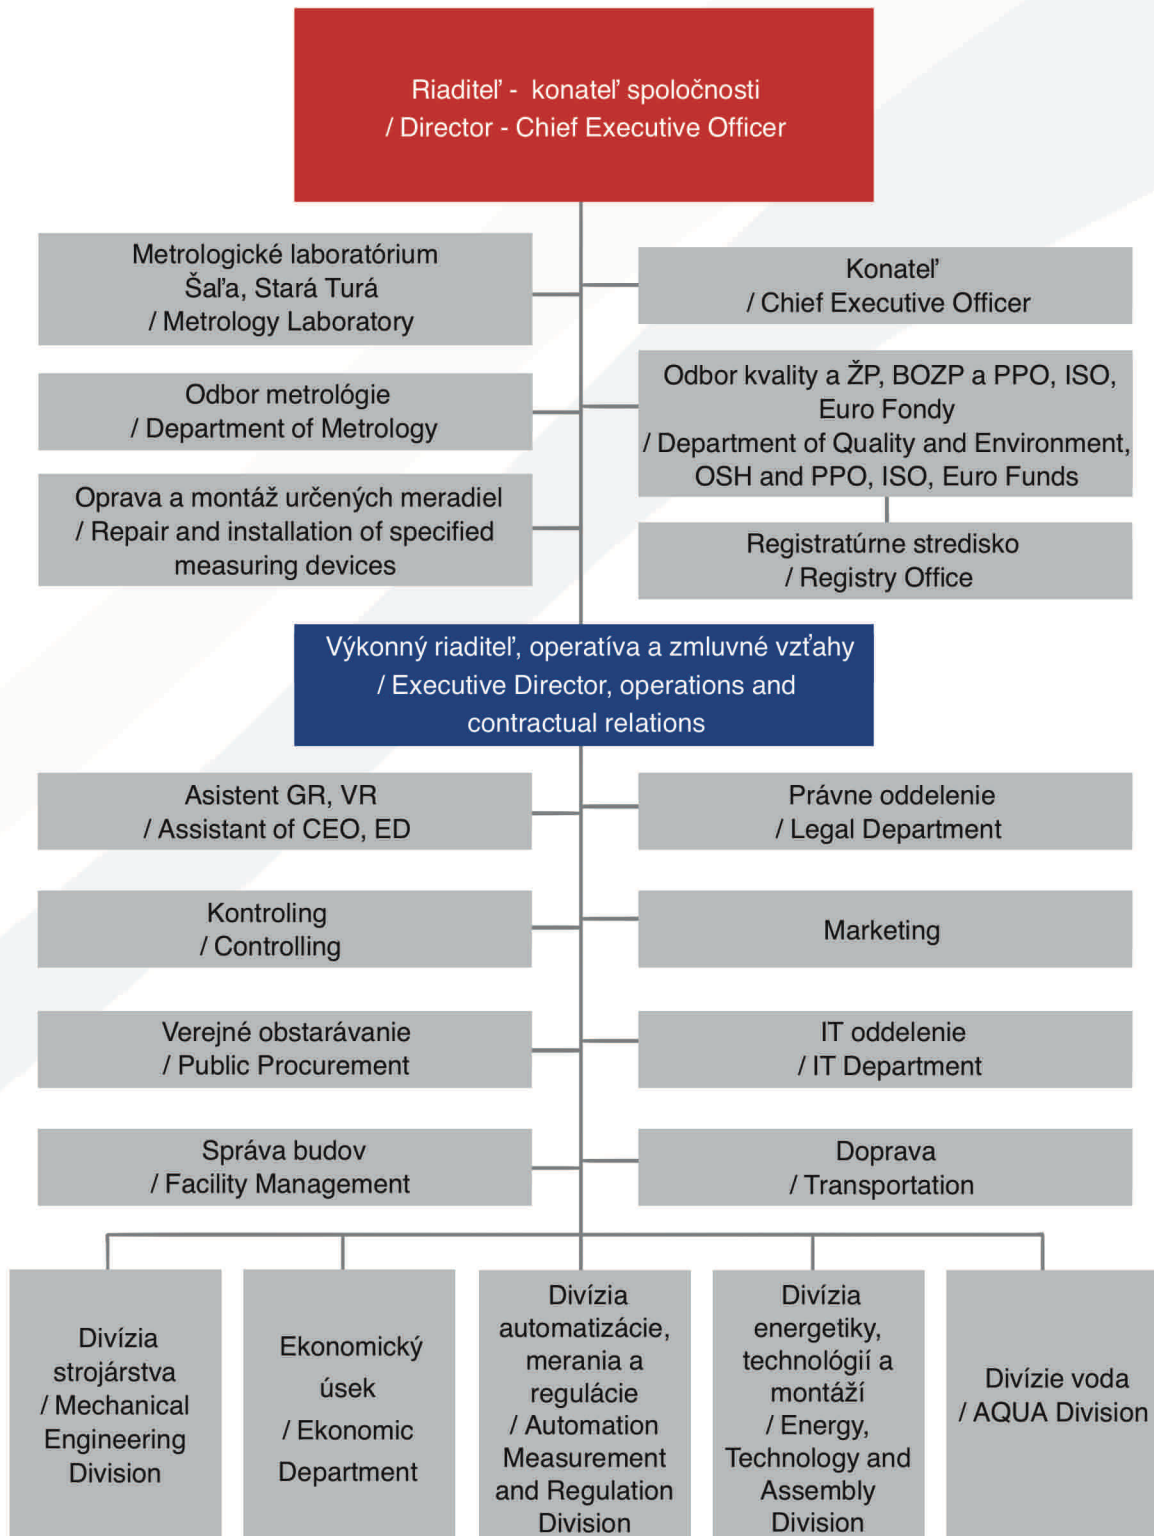 Riaditeľ - konateľ spoločnosti
/ Director - Chief Executive Officer
Metrologické laboratórium
Šaľa, Stará Turá
/ Metrology Laboratory
Konateľ
/ Chief Executive Officer
Odbor metrológie
/ Department of Metrology
Odbor kvality a ŽP, BOZP a PPO, ISO,
Euro Fondy
/ Department of Quality and Environment,
OSH and PPO, ISO, Euro Funds
Oprava a montáž určených meradiel
/ Repair and installation of specified
measuring devices
Registratúrne stredisko
/ Registry Office
Výkonný riaditeľ, operatíva a zmluvné vzťahy
/ Executive Director, operations and
contractual relations
Asistent GR, VR
/ Assistant of CEO, ED
Právne oddelenie
/ Legal Department
Kontroling
/ Controlling
Marketing
Verejné obstarávanie
/ Public Procurement
IT oddelenie
/ IT Department
Správa budov
/ Facility Management
Doprava
/ Transportation
Divízia
strojárstva
/ Mechanical
Engineering
Division
Ekonomický
úsek
/ Ekonomic
Department
Divízia
automatizácie,
merania a
regulácie
/ Automation
Measurement
and Regulation
Division
Divízia
energetiky,
technológií a
montáží
/ Energy,
Technology and
Assembly
Division
Divízie voda
/ AQUA Division